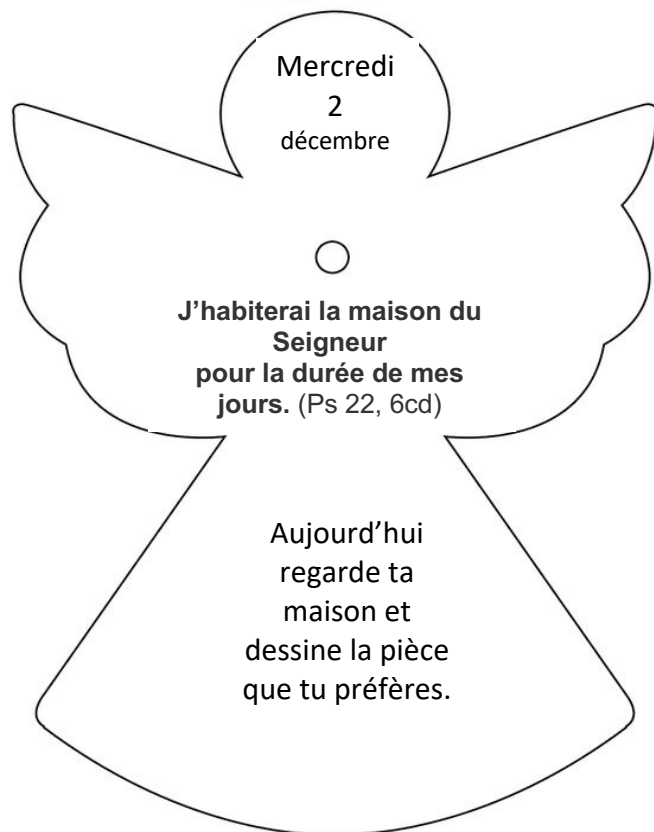 Mercredi
2
décembre
J’habiterai la maison du
Seigneur
pour la durée de mes
jours. (Ps 22, 6cd)
Aujourd’hui
regarde ta
maison et
dessine la pièce
que tu préfères.